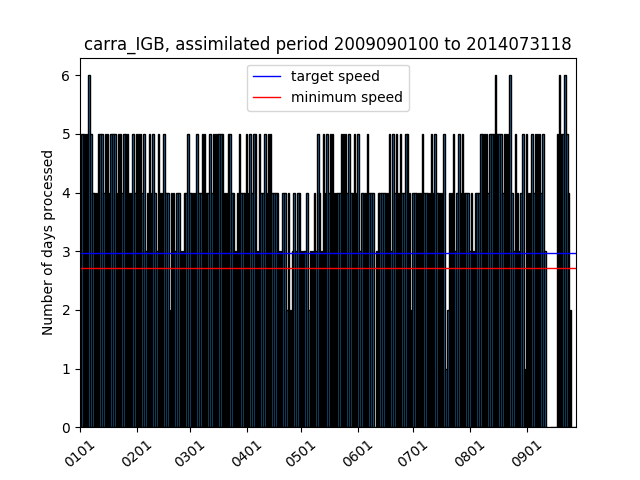 carra_IGB, assimilated period 2009090100 to 2014073118
target speed
minimum speed
Number of days processed
6
5
4
3
2
1
0
0101 0201 0301 0401 0501 0601 0701 0801 0901